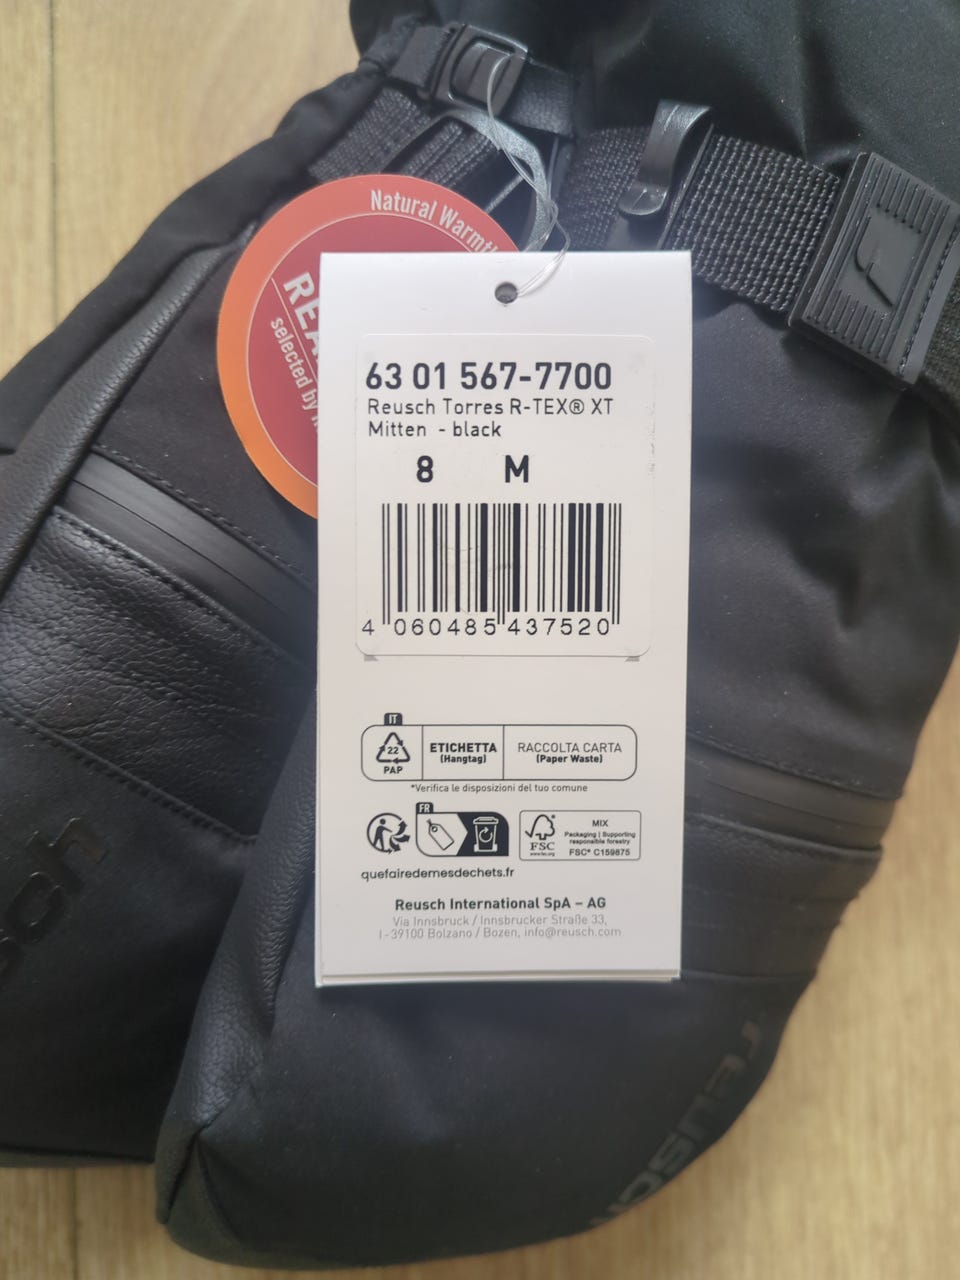 Natural Warmth
selected by
63 01 567-7700
Reusch Torres R-TEX® XT
Mitten - black
8 M
4 060485 437520
IT
22
PAP
ETICHETTA
(Hangtag)
RACCOLTA CARTA
(Paper Waste)
*Verifica le disposizioni del tuo comune
FR
quefairedemesdechets.fr
FSC
www.fsc.org
MIX
Packaging | Supporting
responsible forestry
FSC® C159875
Reusch International SpA – AG
Via Innsbruck / Innsbrucker Straße 33,
I-39100 Bolzano / Bozen, info@reusch.com
reusch